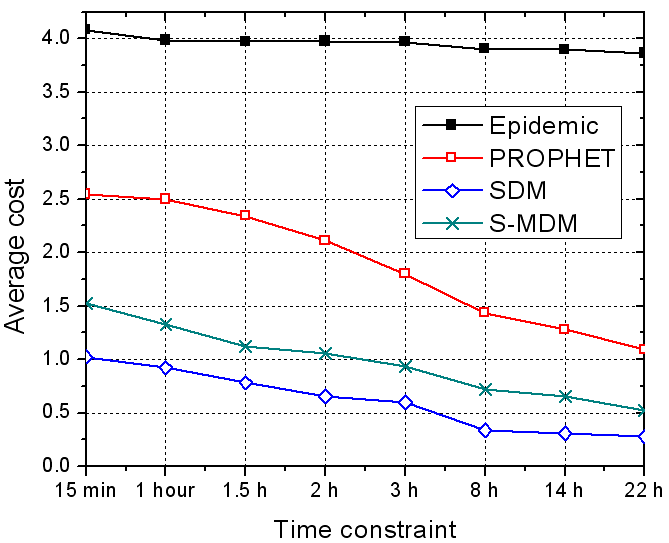 4.0
3.5
3.0
2.5
2.0
1.5
1.0
0.5
0.0
Average cost
Epidemic
PROPHET
SDM
S-MDM
15 min 1 hour 1.5 h 2 h 3 h 8 h 14 h 22 h
Time constraint